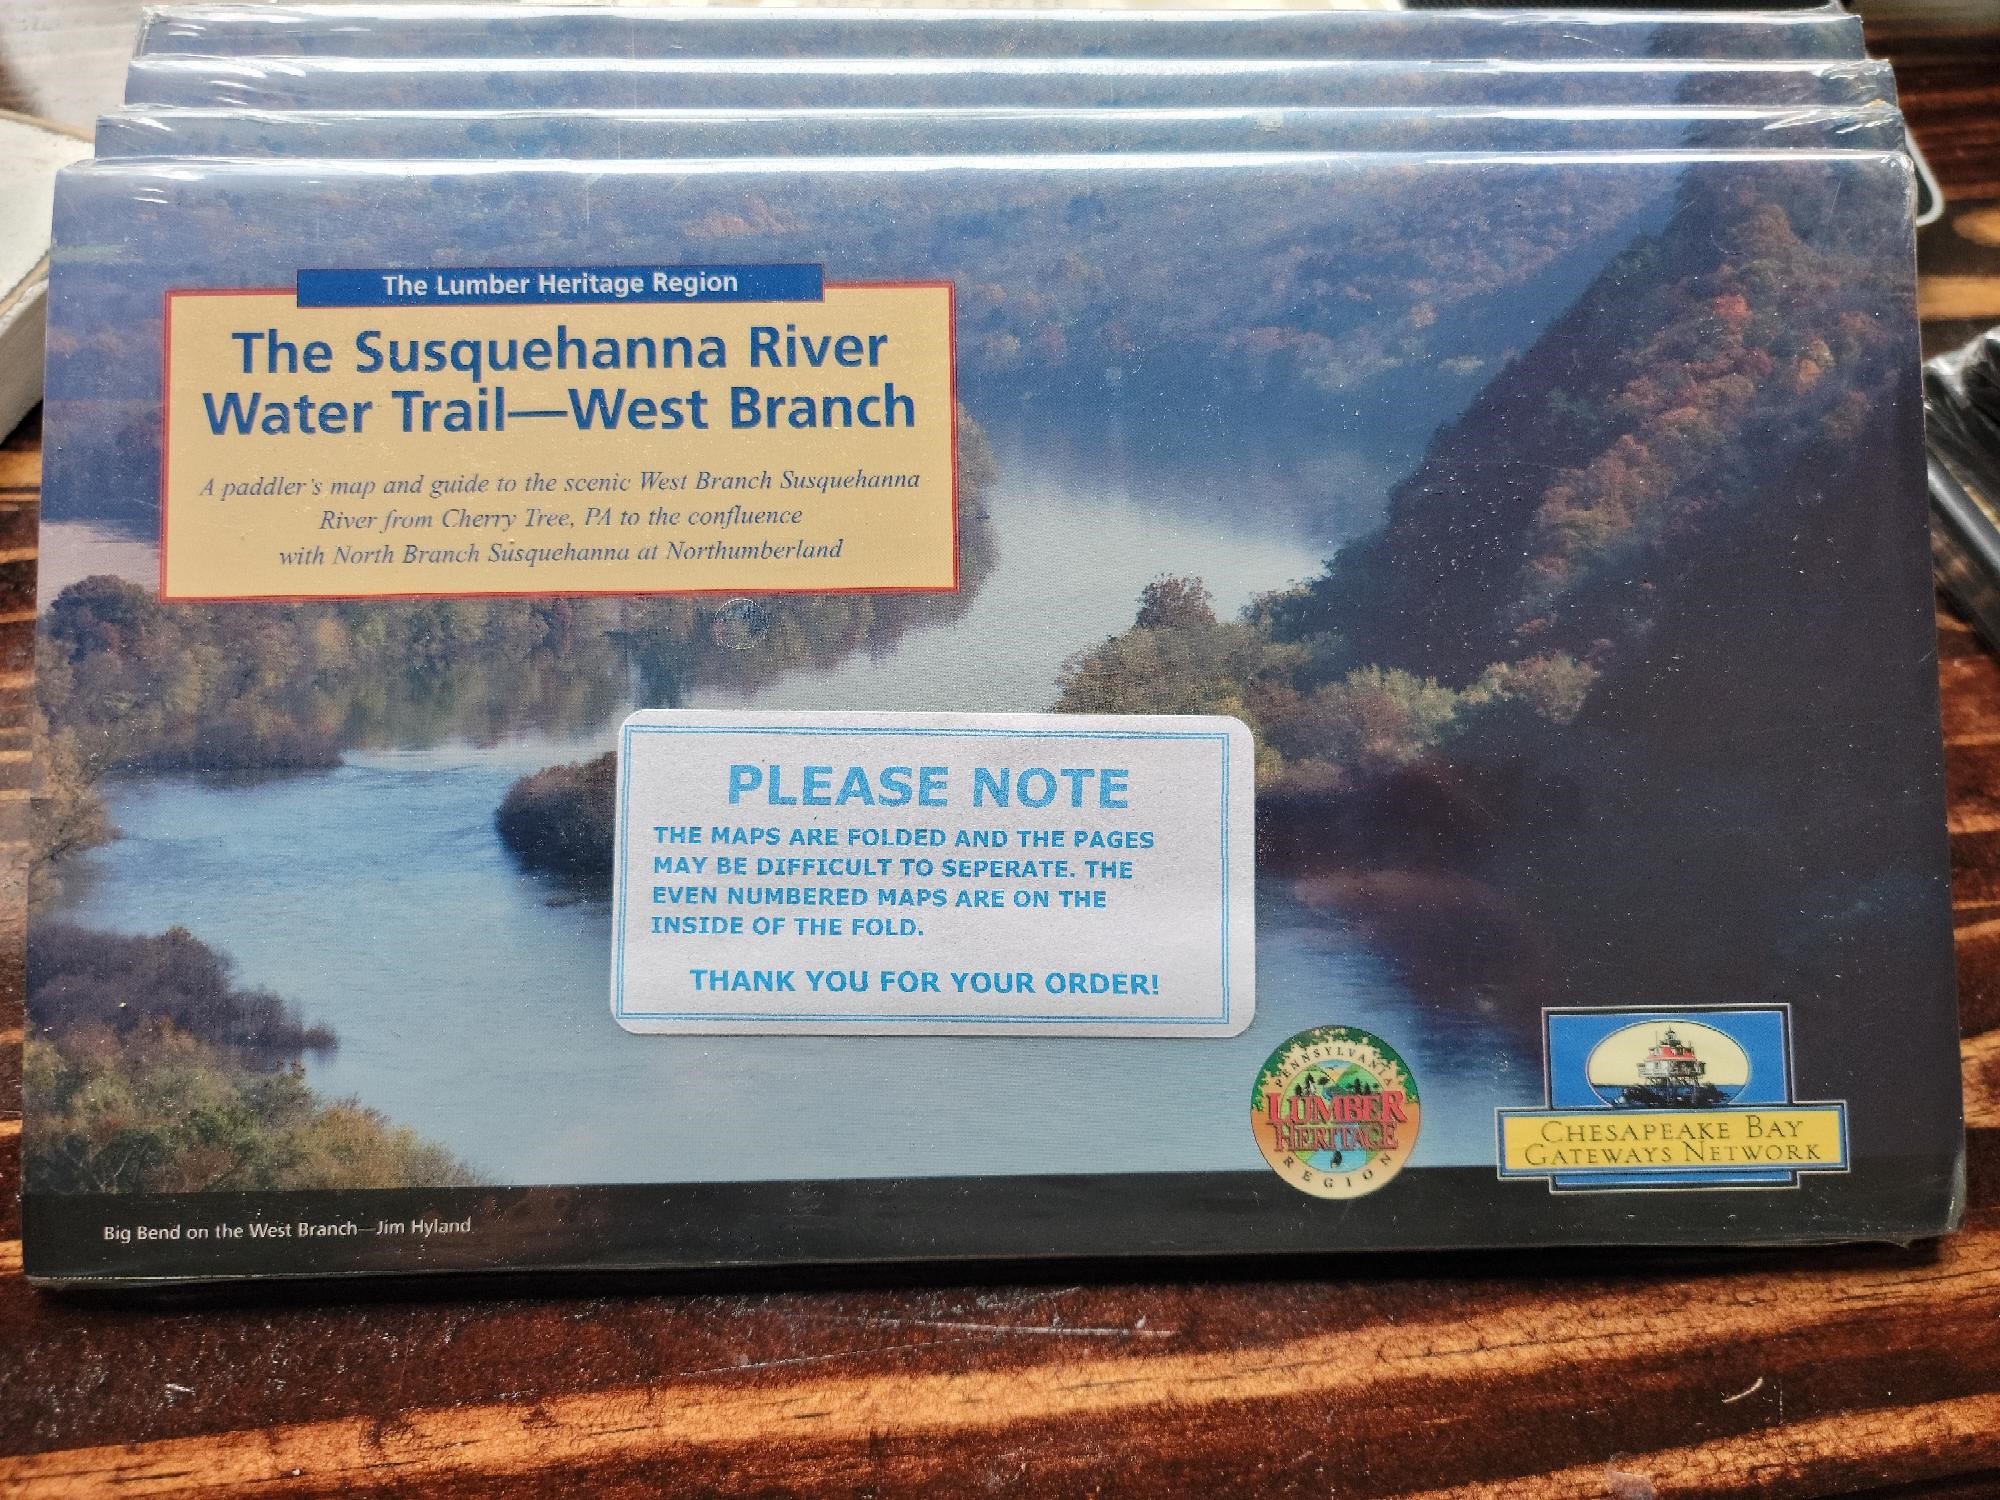 The Lumber Heritage Region
The Susquehanna River
Water Trail—West Branch
A paddler's map and guide to the scenic West Branch Susquehanna
River from Cherry Tree, PA to the confluence
with North Branch Susquehanna at Northumberland
PLEASE NOTE
THE MAPS ARE FOLDED AND THE PAGES
MAY BE DIFFICULT TO SEPERATE. THE
EVEN NUMBERED MAPS ARE ON THE
INSIDE OF THE FOLD.
THANK YOU FOR YOUR ORDER!
PENNSYLVANIA
LUMBER
HERITAGE
REGION
CHESAPEAKE BAY
GATEWAYS NETWORK
Big Bend on the West Branch—Jim Hyland